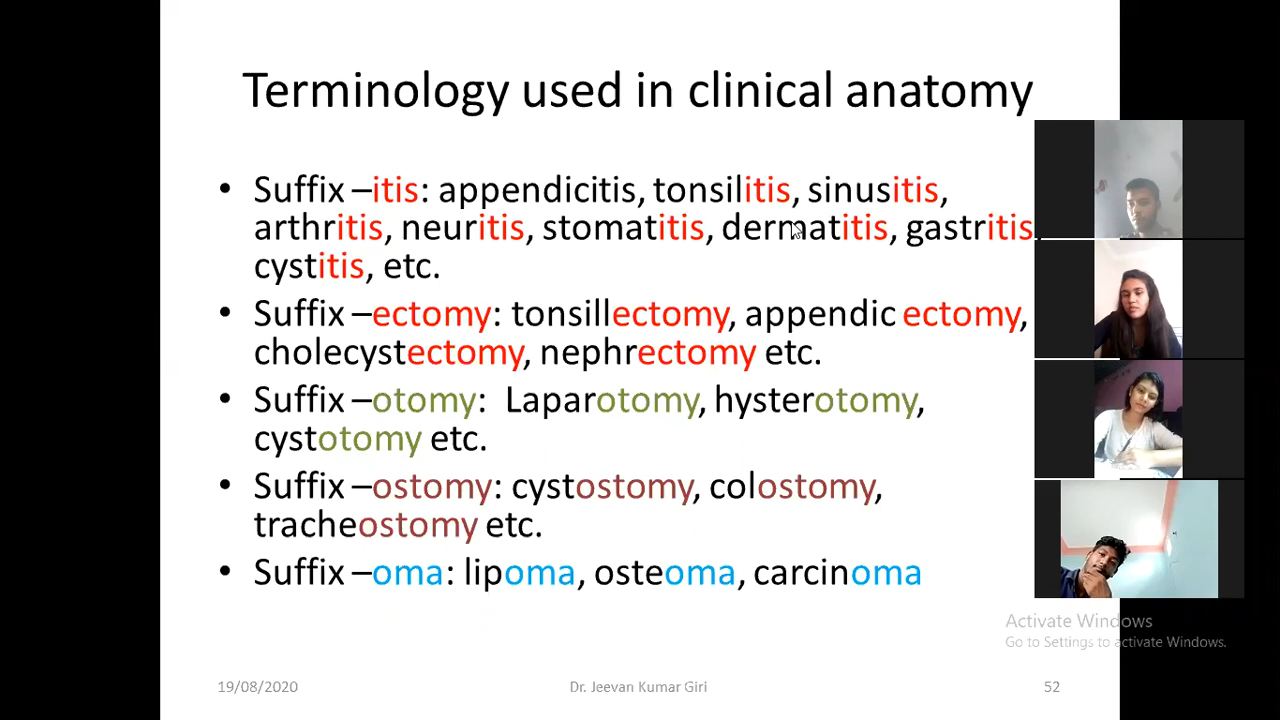 Terminology used in clinical anatomy
• Suffix –itis: appendicitis, tonsilitis, sinusitis,
arthritis, neuritis, stomatitis, dermatitis, gastritis
cystitis, etc.
• Suffix –ectomy: tonsillectomy, appendic ectomy,
cholecystectomy, nephrectomy etc.
• Suffix –otomy: Laparotomy, hysterotomy,
cystotomy etc.
• Suffix –ostomy: cystostomy, colostomy,
tracheostomy etc.
• Suffix –oma: lipoma, osteoma, carcinoma
Activate Windows
Go to Settings to activate Windows.
19/08/2020 Dr. Jeevan Kumar Giri 52